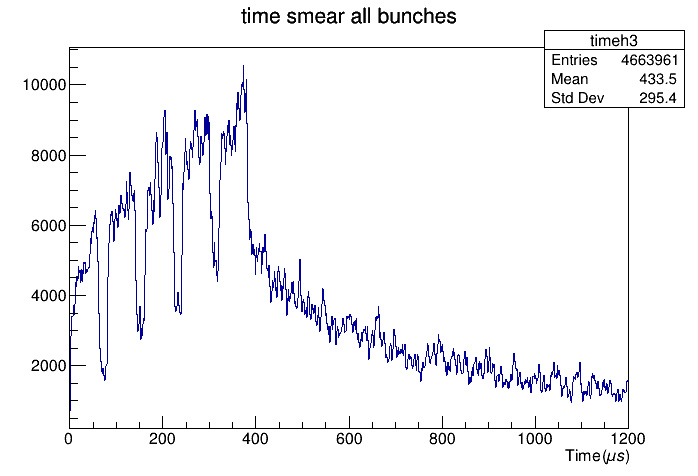 time smear all bunches
timeh3
Entries 4663961
Mean 433.5
Std Dev 295.4
10000
8000
6000
4000
2000
0 200 400 600 800 1000 1200
Time(μs)